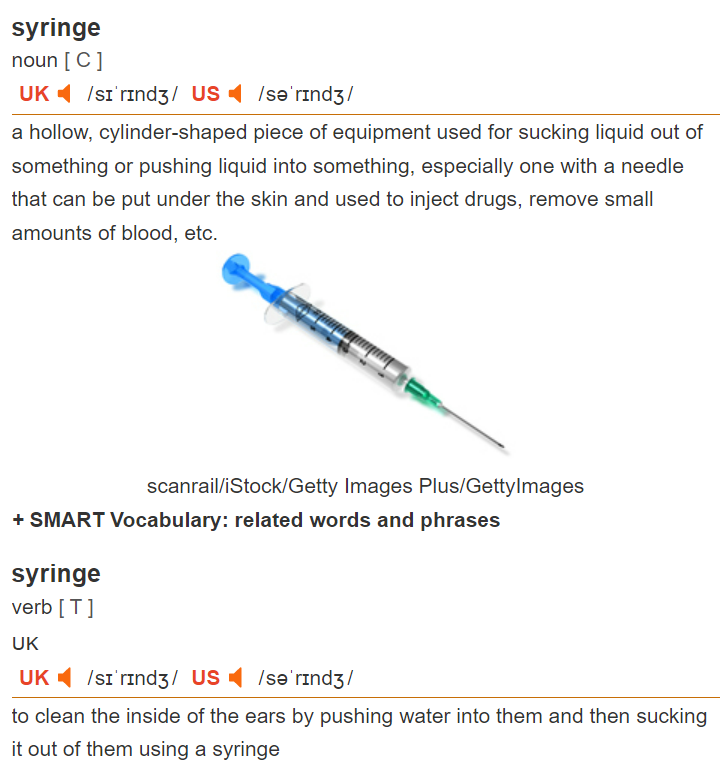 syringe
noun [ C ]
UK /sɪˈrɪndʒ/ US /səˈrɪndʒ/
a hollow, cylinder-shaped piece of equipment used for sucking liquid out of
something or pushing liquid into something, especially one with a needle
that can be put under the skin and used to inject drugs, remove small
amounts of blood, etc.
scanrail/iStock/Getty Images Plus/GettyImages
+ SMART Vocabulary: related words and phrases
syringe
verb [ T ]
UK
UK /sɪˈrɪndʒ/ US /səˈrɪndʒ/
to clean the inside of the ears by pushing water into them and then sucking
it out of them using a syringe